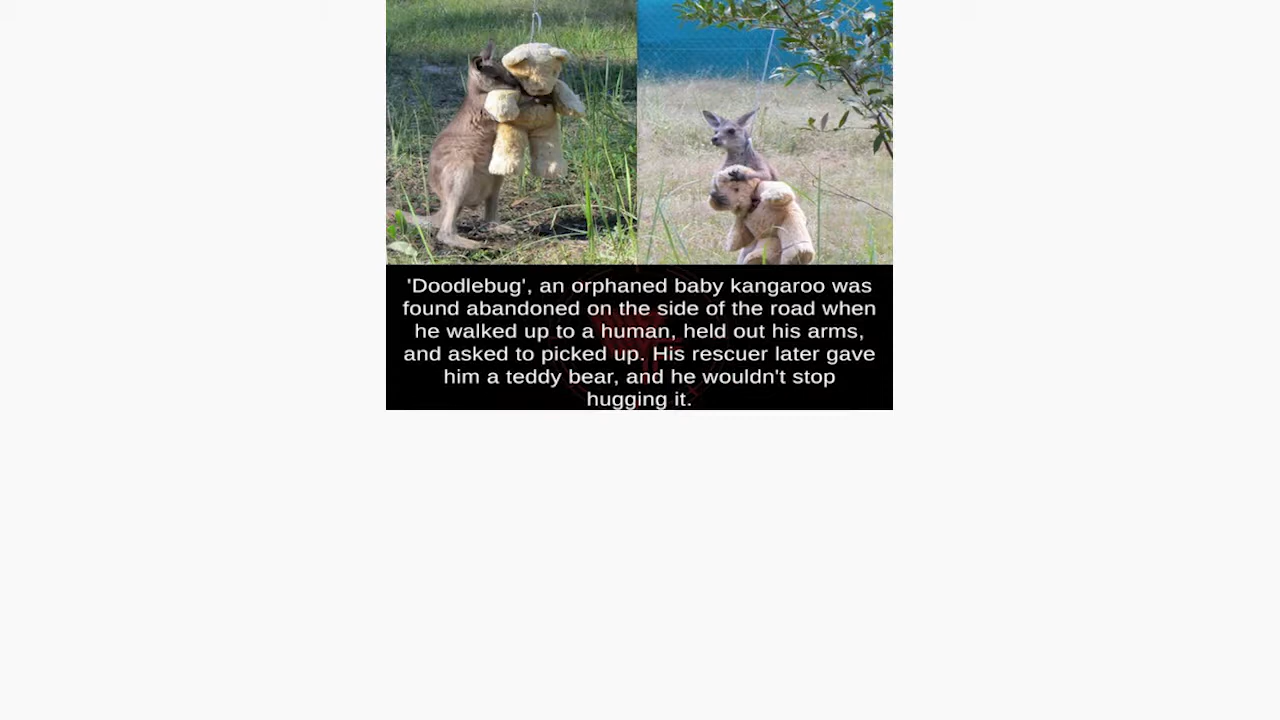 'Doodlebug', an orphaned baby kangaroo was
found abandoned on the side of the road when
he walked up to a human, held out his arms,
and asked to picked up. His rescuer later gave
him a teddy bear, and he wouldn't stop
hugging it.